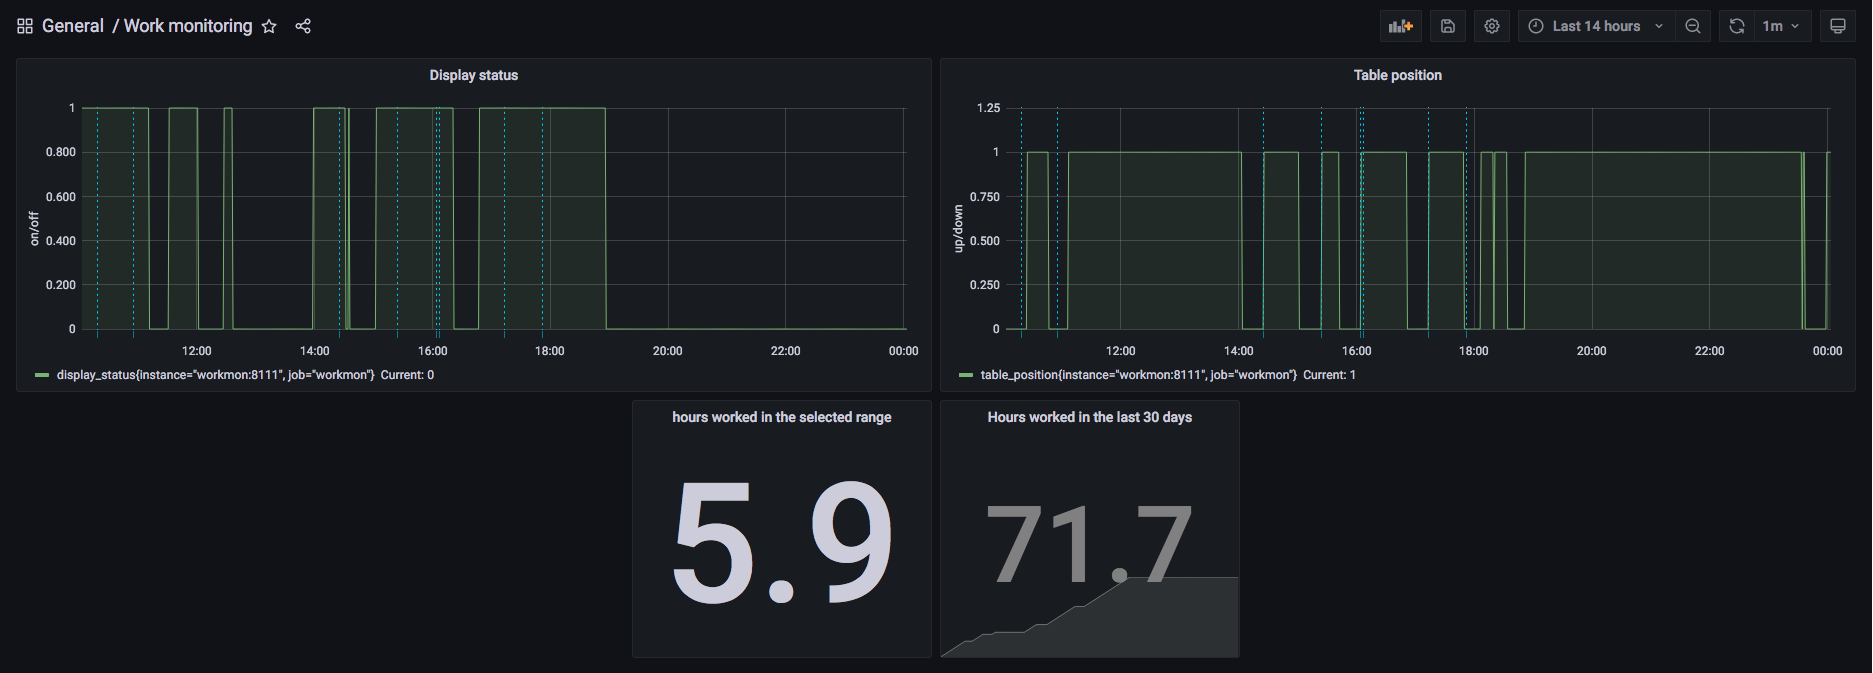 General / Work monitoring
Last 14 hours
1m
Display status
on/off
1
0.800
0.600
0.400
0.200
0
12:00 14:00 16:00 18:00 20:00 22:00 00:00
display_status{instance="workmon:8111", job="workmon"} Current: 0
Table position
up/down
1.25
1
0.750
0.500
0.250
0
12:00 14:00 16:00 18:00 20:00 22:00 00:00
table_position{instance="workmon:8111", job="workmon"} Current: 1
hours worked in the selected range
5.9
Hours worked in the last 30 days
71.7